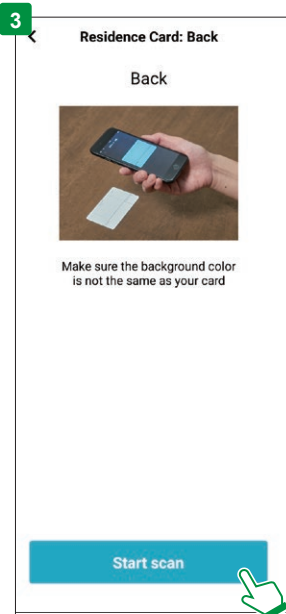 3
Residence Card: Back
Back
Make sure the background color
is not the same as your card
Start scan